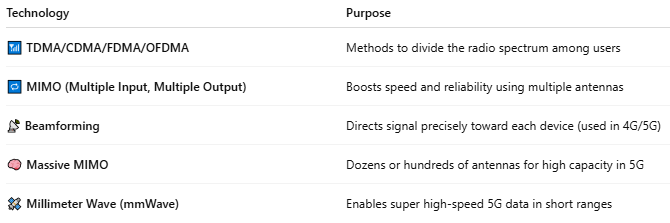 Technology Purpose
TDMA/CDMA/FDMA/OFDMA Methods to divide the radio spectrum among users
MIMO (Multiple Input, Multiple Output) Boosts speed and reliability using multiple antennas
Beamforming Directs signal precisely toward each device (used in 4G/5G)
Massive MIMO Dozens or hundreds of antennas for high capacity in 5G
Millimeter Wave (mmWave) Enables super high-speed 5G data in short ranges